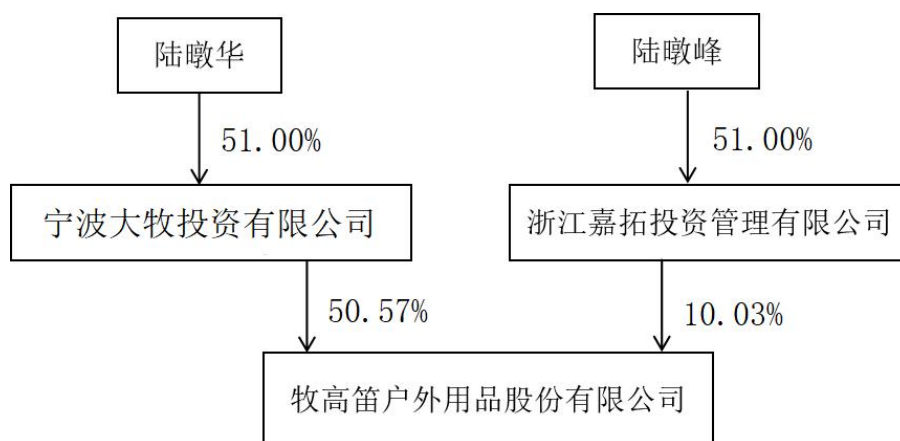 陆暾华
陆暾峰
51.00%
51.00%
宁波大牧投资有限公司
浙江嘉拓投资管理有限公司
50.57%
10.03%
牧高笛户外用品股份有限公司